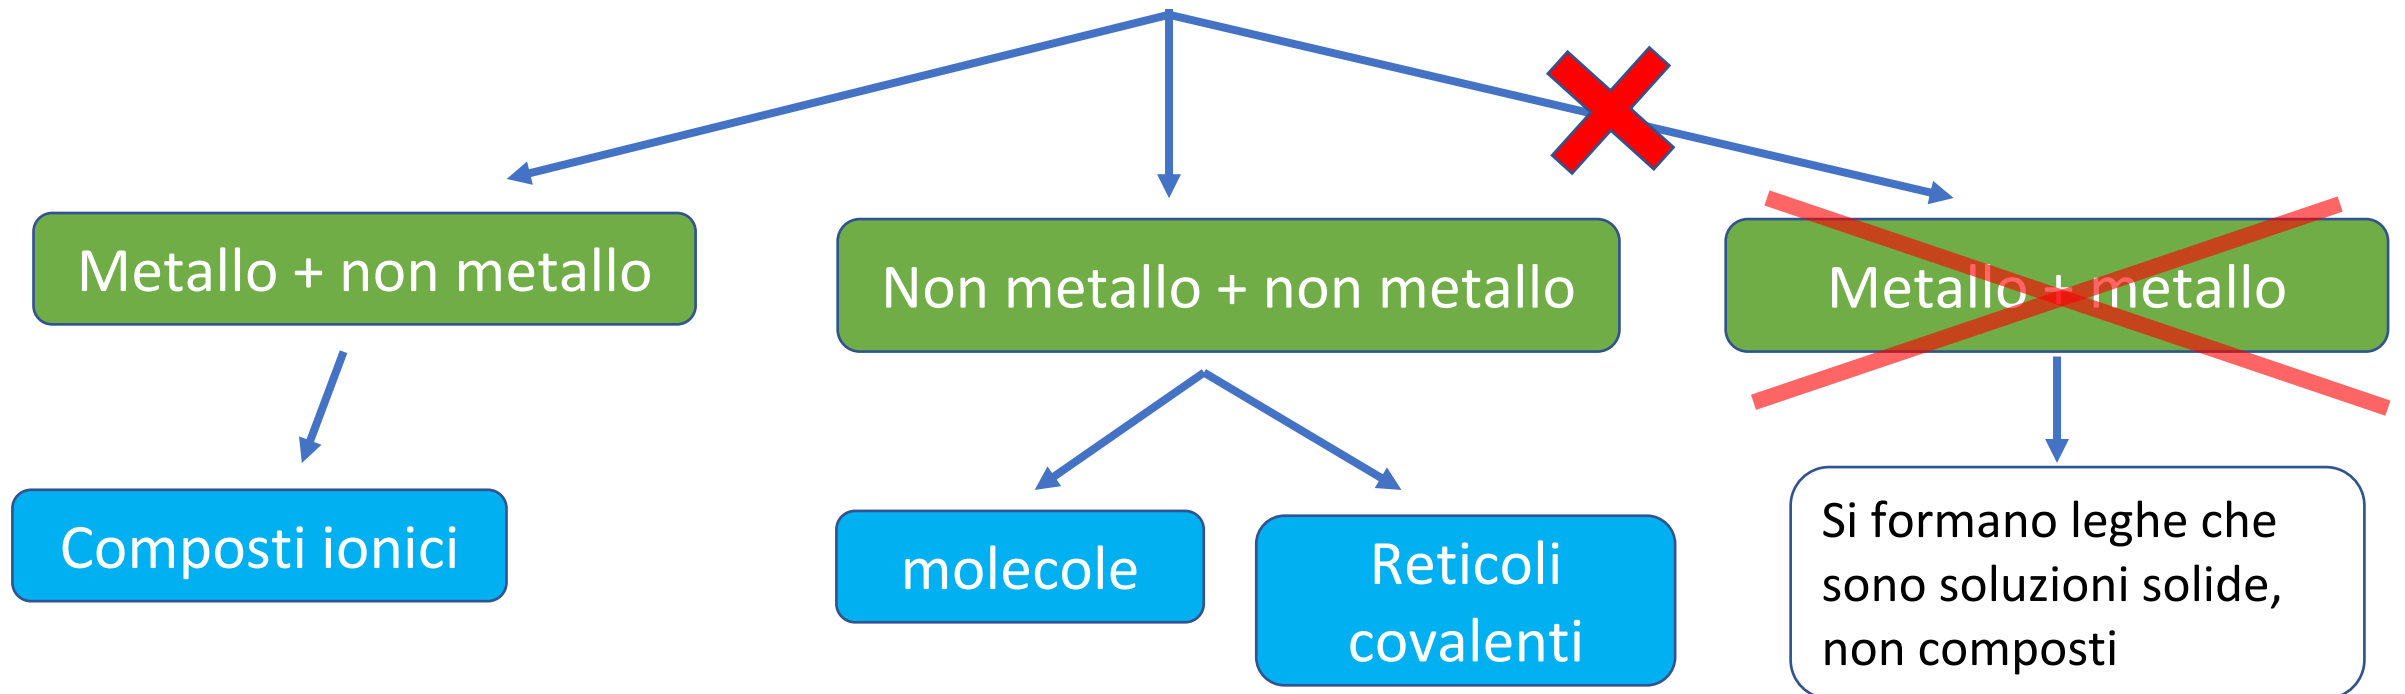 Metallo + non metallo
Non metallo + non metallo
Metallo + metallo
Composti ionici
molecole
Reticoli
covalenti
Si formano leghe che
sono soluzioni solide,
non composti